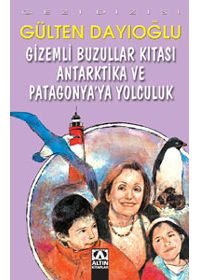 GEZİ DİZİSİ
GÜLTEN DAYIOĞLU
GİZEMLİ BUZULLAR KITASI
ANTARKTİKA VE
PATAGONYA'YA YOLCULUK
ALTIN
KİTAPLAR